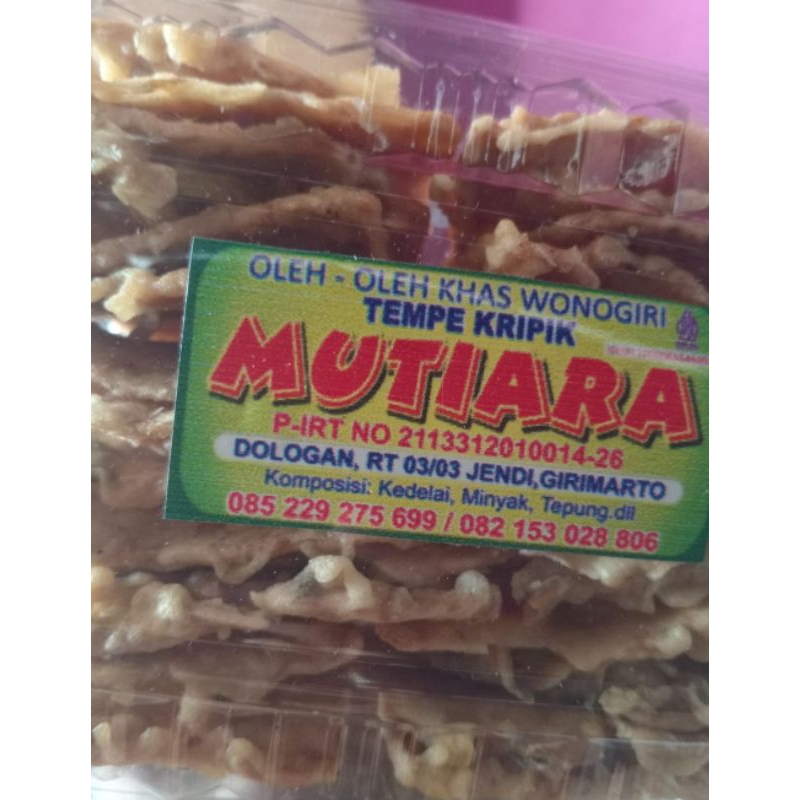 OLEH - OLEH KHAS WONOGIRI
TEMPE KRIPIK
MUTIARA
P-IRT NO 2113312010014-26
DOLOGAN, RT 03/03 JENDI,GIRIMARTO
Komposisi: Kedelai, Minyak, Tepung.dll
085 229 275 699 / 082 153 028 806